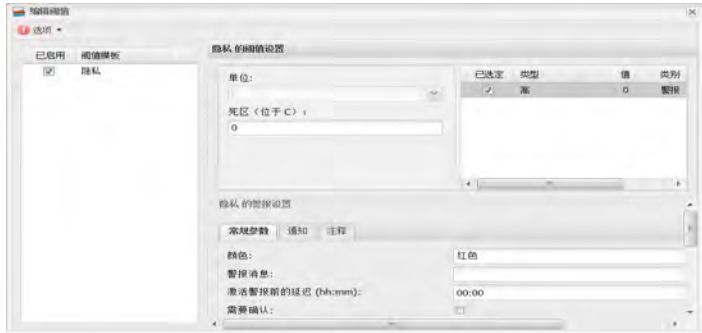 编辑阈值
选项
已启用 阈值模板
隐私
隐私 的阈值设置
单位:
死区（位于 C）:
0
已选定 类型 值 类别
高 0 警报
隐私 的警报设置
常规参数 通知 注释
颜色: 红色
警报消息:
激活警报前的延迟 (hh:mm): 00:00
需要确认: